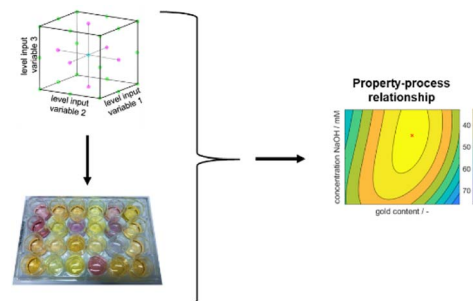 level input
variable 3
level input
variable 2
level input
variable 1
Property-process
relationship
concentration NaOH / mM
40
50
60
70
gold content / -